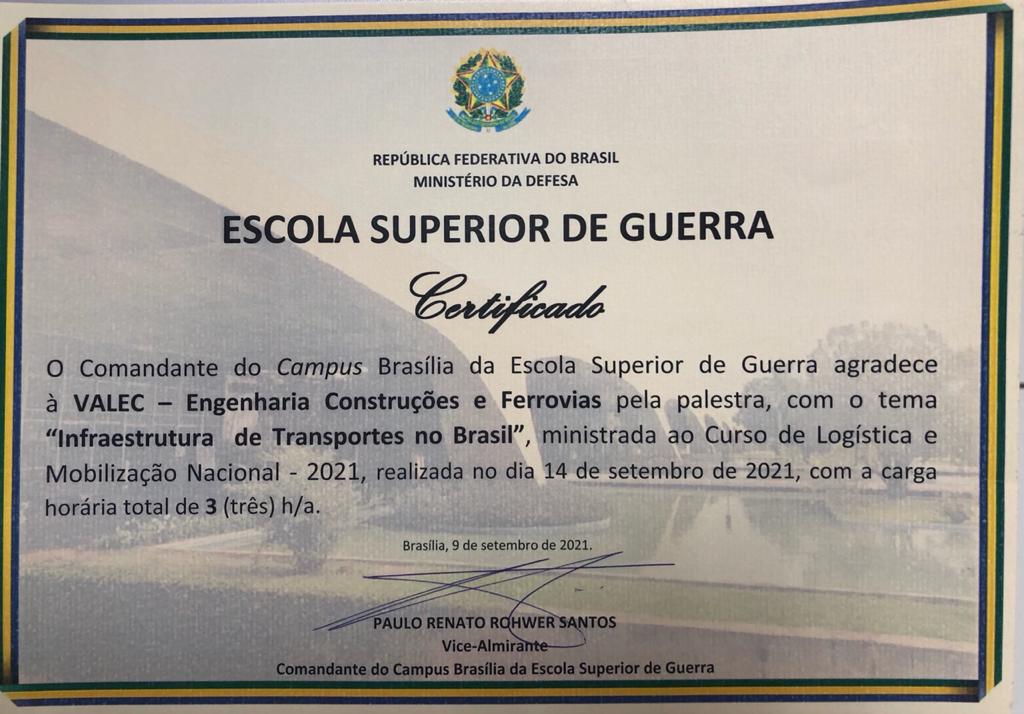 REPÚBLICA FEDERATIVA DO BRASIL
MINISTÉRIO DA DEFESA
ESCOLA SUPERIOR DE GUERRA
Certificado
O Comandante do Campus Brasília da Escola Superior de Guerra agradece
à VALEC – Engenharia Construções e Ferrovias pela palestra, com o tema
“Infraestrutura de Transportes no Brasil”, ministrada ao Curso de Logística e
Mobilização Nacional - 2021, realizada no dia 14 de setembro de 2021, com a carga
horária total de 3 (três) h/a.
Brasília, 9 de setembro de 2021.
PAULO RENATO ROHWER SANTOS
Vice-Almirante
Comandante do Campus Brasília da Escola Superior de Guerra